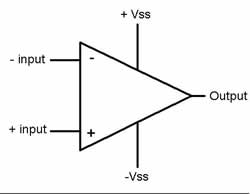 + Vss
- input
-
Output
+ input
+
-Vss